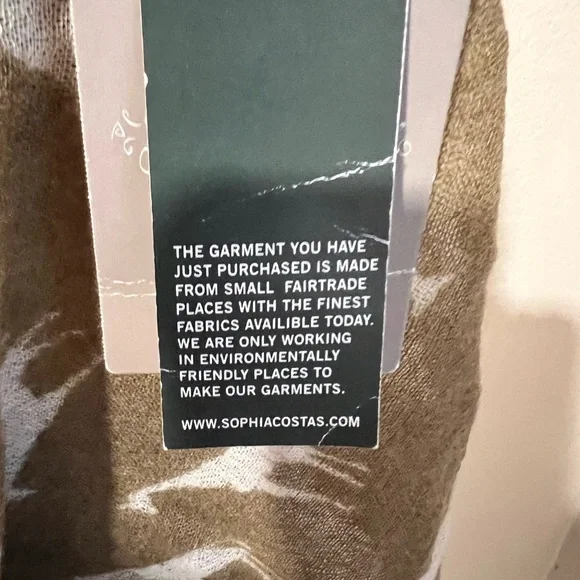 THE GARMENT YOU HAVE
JUST PURCHASED IS MADE
FROM SMALL FAIRTRADE
PLACES WITH THE FINEST
FABRICS AVAILIBLE TODAY.
WE ARE ONLY WORKING
IN ENVIRONMENTALLY
FRIENDLY PLACES TO
MAKE OUR GARMENTS.
WWW.SOPHIACOSTAS.COM